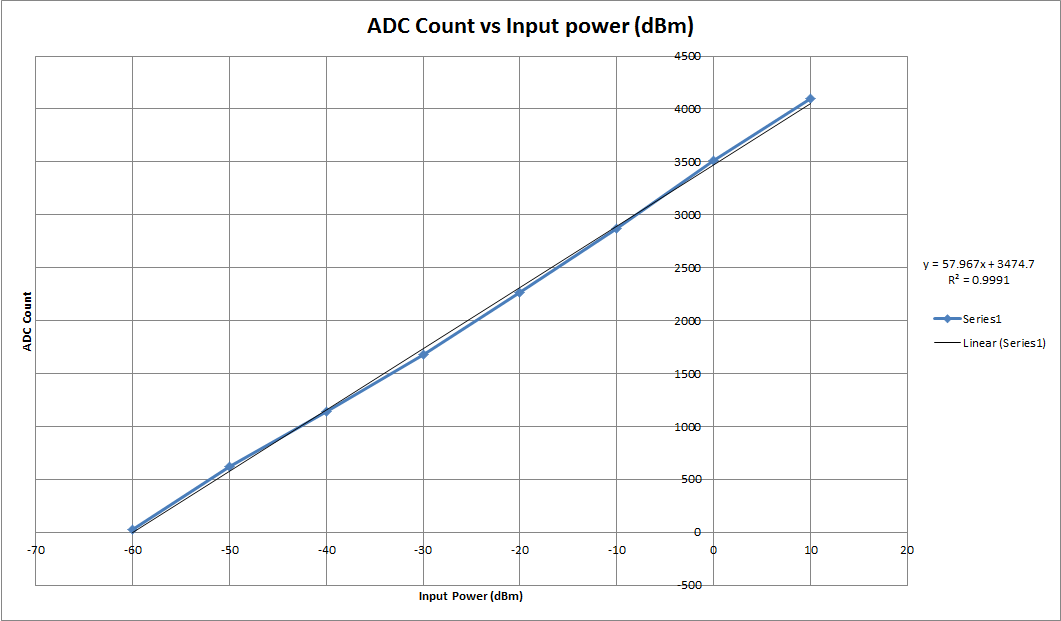 ADC Count vs Input power (dBm)
4500
4000
3500
3000
2500
2000
1500
1000
500
0
-500
-70 -60 -50 -40 -30 -20 -10 0 10 20
ADC Count
Input Power (dBm)
y = 57.967x + 3474.7
R² = 0.9991
Series1
Linear (Series1)